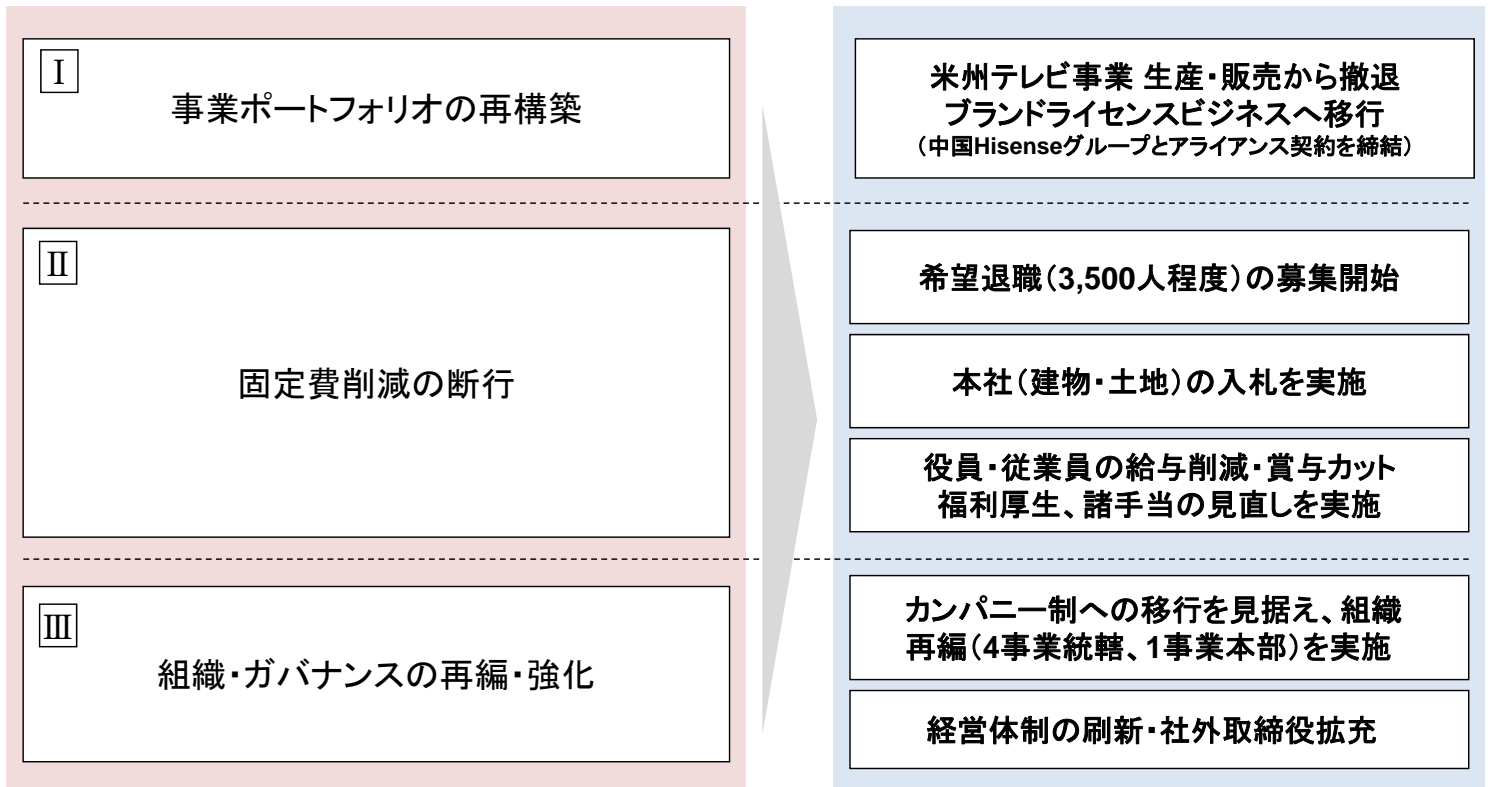 Ⅰ
事業ポートフォリオの再構築
米州テレビ事業 生産・販売から撤退
ブランドライセンスビジネスへ移行
（中国Hisenseグループとアライアンス契約を締結）
Ⅱ
固定費削減の断行
希望退職（3,500人程度）の募集開始
本社（建物・土地）の入札を実施
役員・従業員の給与削減・賞与カット
福利厚生、諸手当の見直しを実施
Ⅲ
組織・ガバナンスの再編・強化
カンパニー制への移行を見据え、組織
再編（4事業統轄、1事業本部）を実施
経営体制の刷新・社外取締役拡充